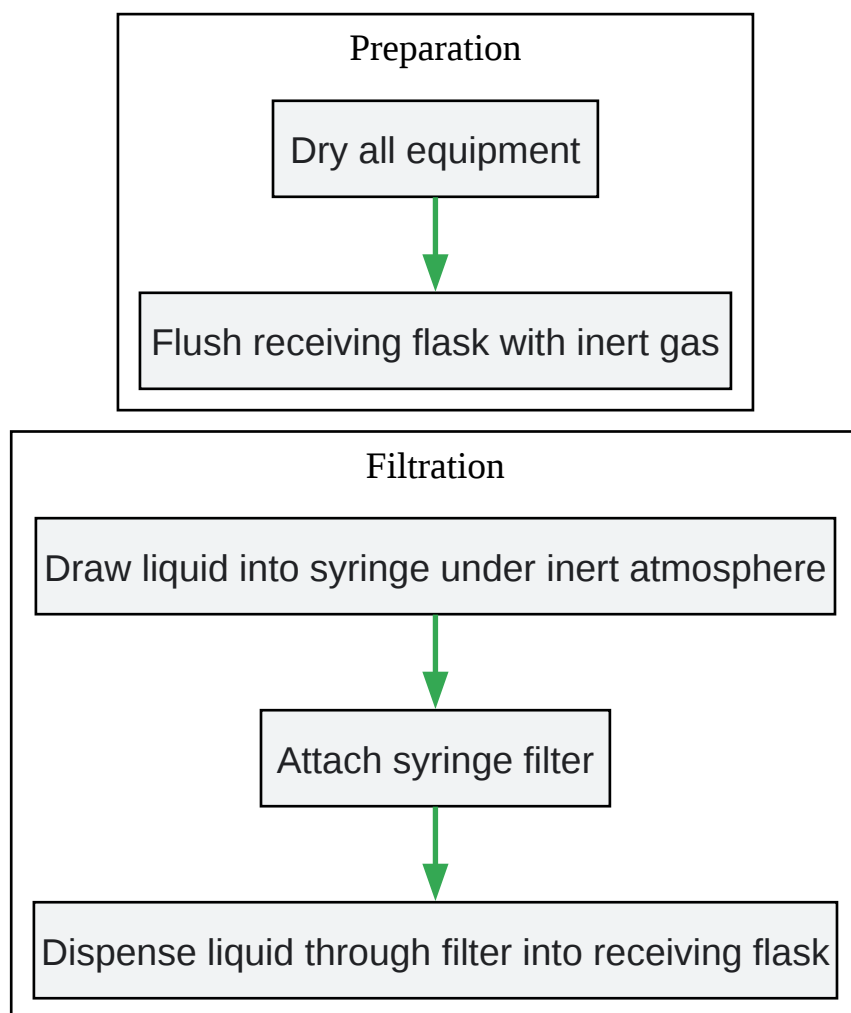 Preparation
Dry all equipment
Flush receiving flask with inert gas
Filtration
Draw liquid into syringe under inert atmosphere
Attach syringe filter
Dispense liquid through filter into receiving flask